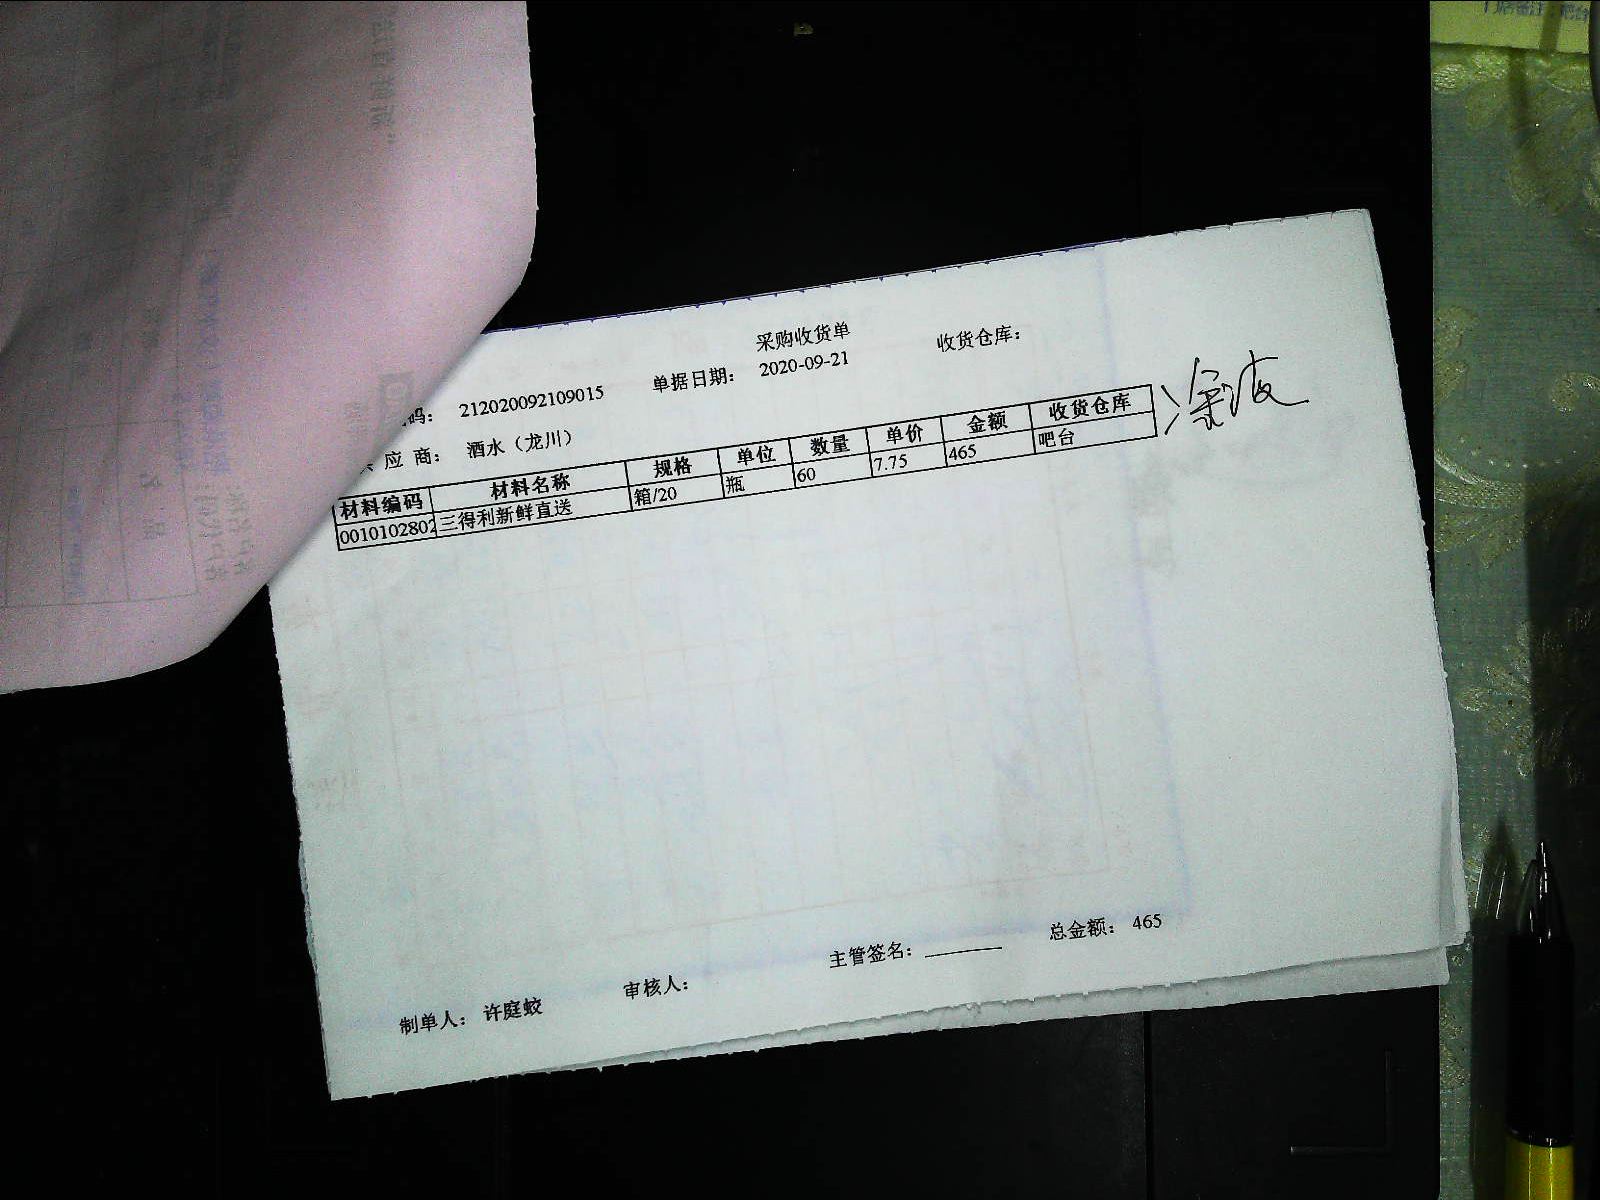 采购收货单
码： 212020092109015 单据日期： 2020-09-21 收货仓库：
应 商： 酒水（龙川）
材料编码 材料名称 规格 单位 数量 单价 金额 收货仓库
0010102802 三得利新鲜直送 箱/20 瓶 60 7.75 465 吧台
制单人： 许庭蛟 审核人： 主管签名： 总金额： 465